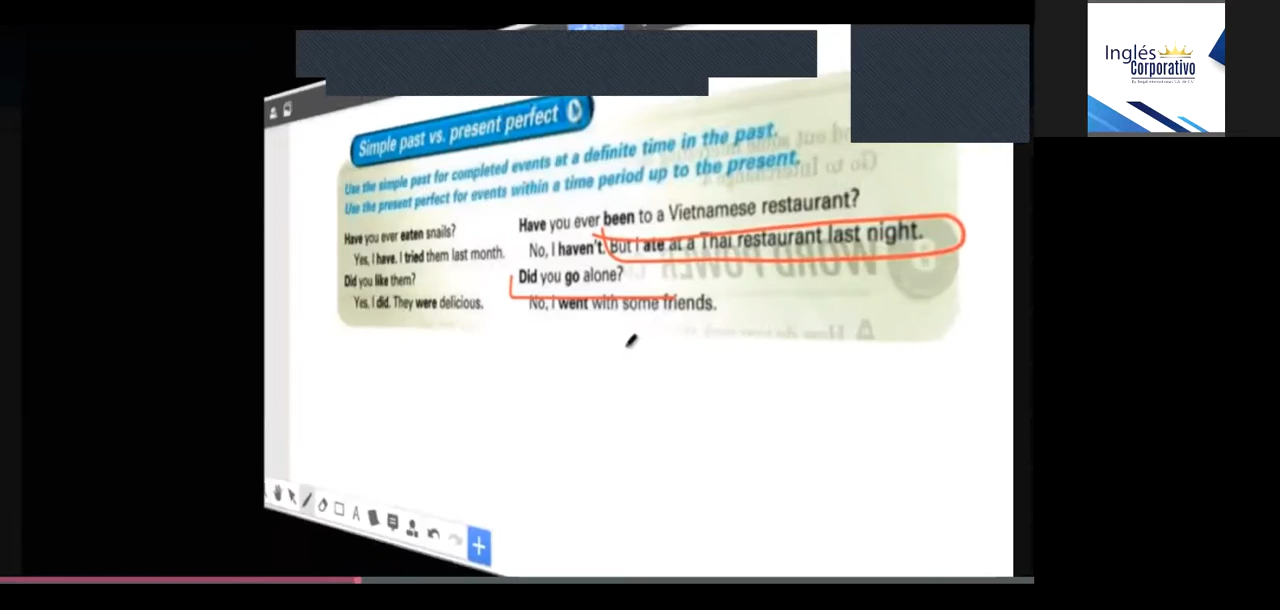 Inglés
Corporativo
Simple past vs. present perfect
Use the simple past for completed events at a definite time in the past.
Use the present perfect for events within a time period up to the present.
Have you ever eaten snails?
Yes, I have. I tried them last month.
Did you like them?
Yes, I did. They were delicious.
Have you ever been to a Vietnamese restaurant?
No, I haven't. But I ate at a Thai restaurant last night.
Did you go alone?
No, I went with some friends.
WORD POWER
A